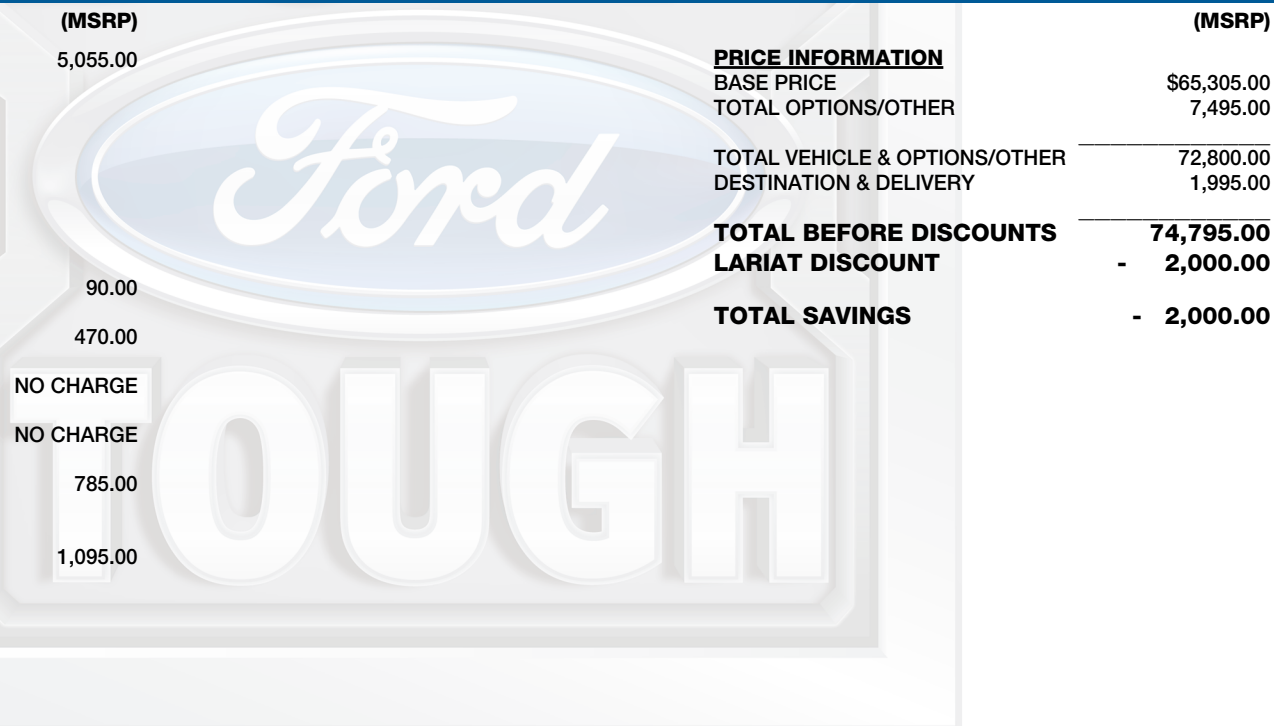 (MSRP)
5,055.00
90.00
470.00
NO CHARGE
NO CHARGE
785.00
1,095.00
Ford
TOUGH
(MSRP)
PRICE INFORMATION
BASE PRICE $65,305.00
TOTAL OPTIONS/OTHER 7,495.00
TOTAL VEHICLE & OPTIONS/OTHER 72,800.00
DESTINATION & DELIVERY 1,995.00
TOTAL BEFORE DISCOUNTS 74,795.00
LARIAT DISCOUNT - 2,000.00
TOTAL SAVINGS - 2,000.00